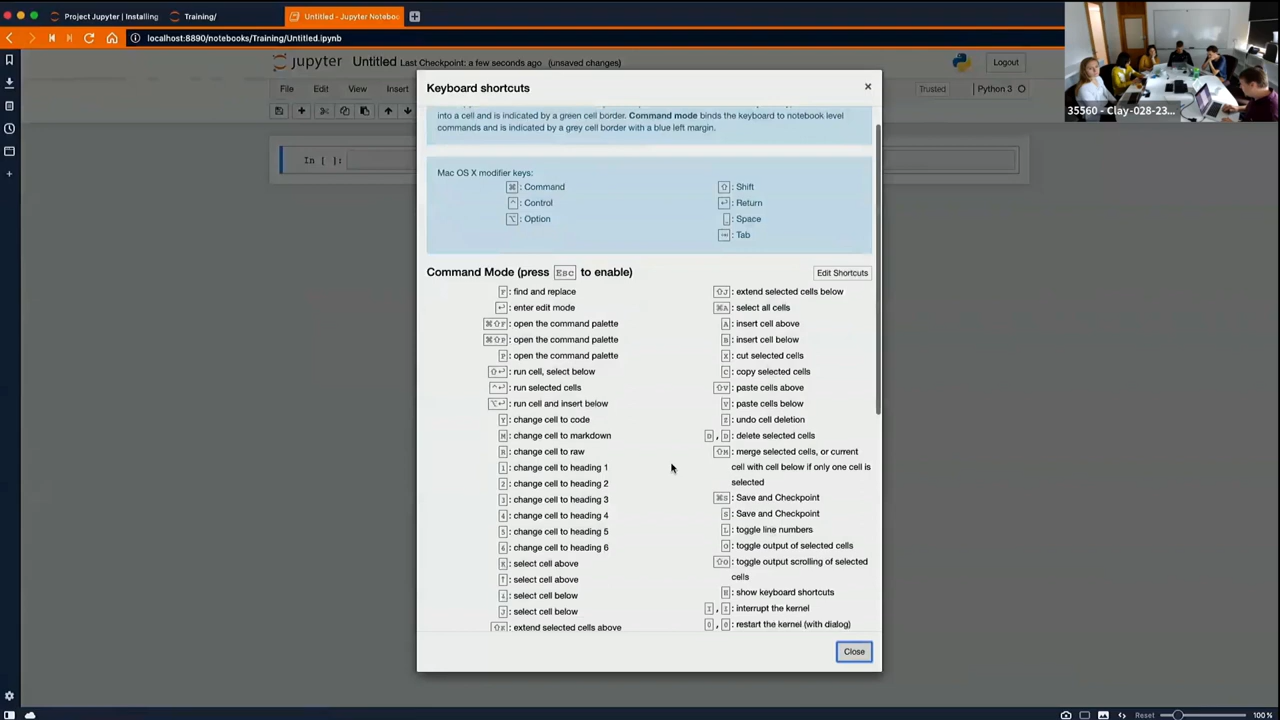 Project Jupyter | Installing
Training/
Untitled - Jupyter Notebo
localhost:8890/notebooks/Training/Untitled.ipynb
35560 - Clay-028-23...
jupyter Untitled Last Checkpoint: a few seconds ago (unsaved changes)
Logout
File Edit View Insert
Trusted
Python 3
In [ ]:
Keyboard shortcuts
×
into a cell and is indicated by a green cell border. Command mode binds the keyboard to notebook level
commands and is indicated by a grey cell border with a blue left margin.
Mac OS X modifier keys:
⌘ : Command
^ : Control
⌥ : Option
⇧ : Shift
↩ : Return
␣ : Space
⇥ : Tab
Command Mode (press Esc to enable)
Edit Shortcuts
F : find and replace
↩ : enter edit mode
⌘⇧F : open the command palette
⌘⇧P : open the command palette
P : open the command palette
⇧↩ : run cell, select below
^↩ : run selected cells
⌥↩ : run cell and insert below
Y : change cell to code
M : change cell to markdown
R : change cell to raw
1 : change cell to heading 1
2 : change cell to heading 2
3 : change cell to heading 3
4 : change cell to heading 4
5 : change cell to heading 5
6 : change cell to heading 6
K : select cell above
↑ : select cell above
↓ : select cell below
J : select cell below
⇧K : extend selected cells above
⇧J : extend selected cells below
⌘A : select all cells
A : insert cell above
B : insert cell below
X : cut selected cells
C : copy selected cells
⇧V : paste cells above
V : paste cells below
Z : undo cell deletion
D , D : delete selected cells
⇧M : merge selected cells, or current
cell with cell below if only one cell is
selected
⌘S : Save and Checkpoint
S : Save and Checkpoint
L : toggle line numbers
O : toggle output of selected cells
⇧O : toggle output scrolling of selected
cells
H : show keyboard shortcuts
I , I : interrupt the kernel
0 , 0 : restart the kernel (with dialog)
Close
Reset
100 %